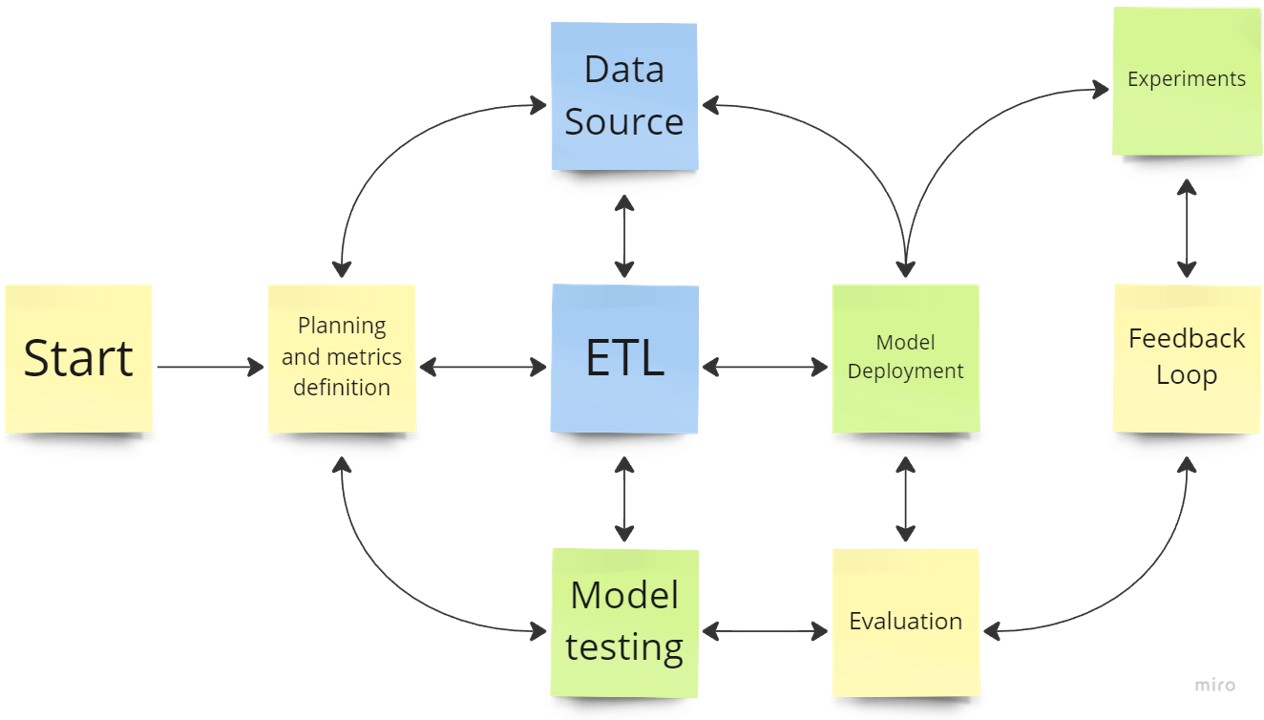 Data
Source
Experiments
Start
Planning
and metrics
definition
ETL
Model
Deployment
Feedback
Loop
Model
testing
Evaluation
miro